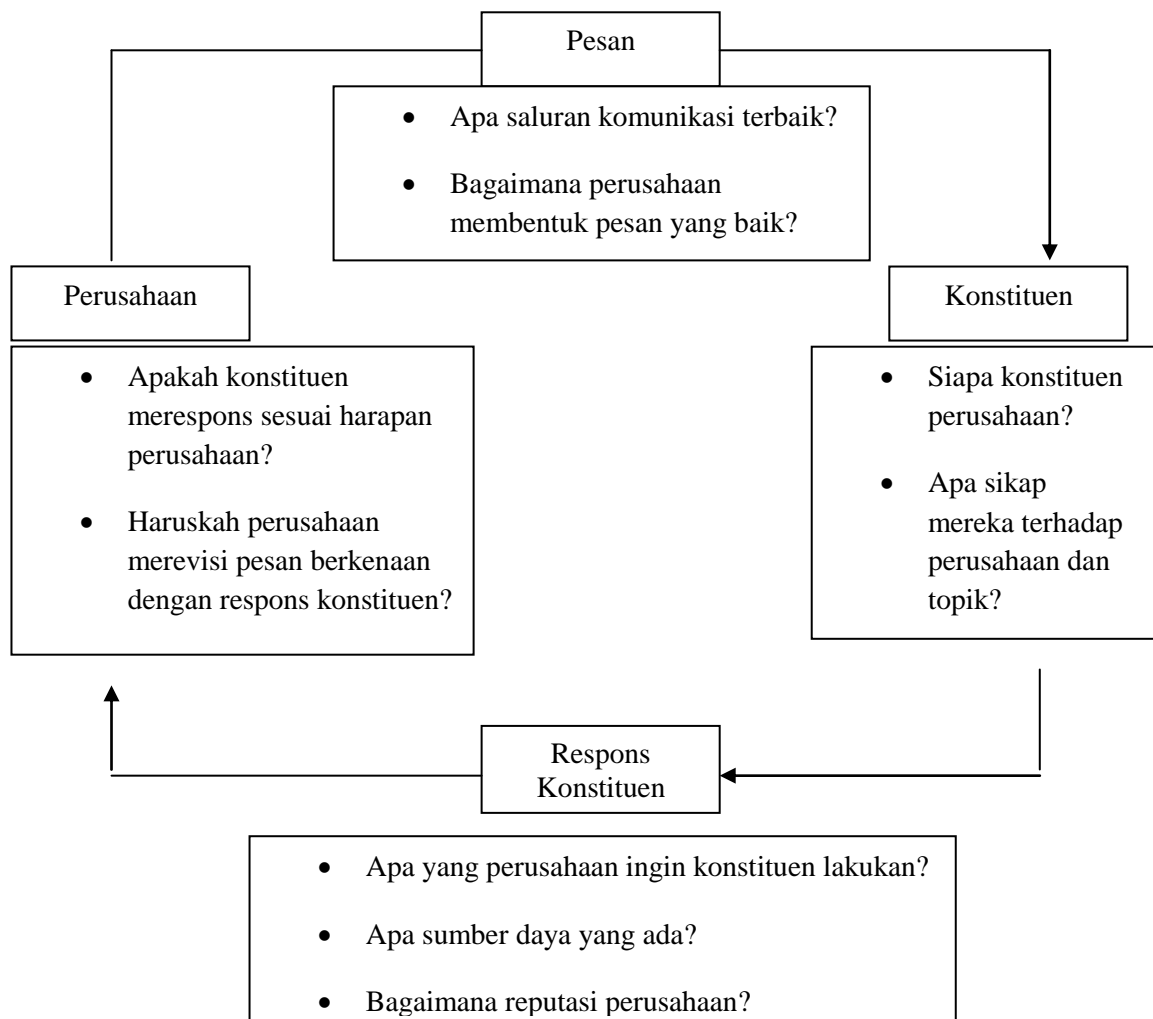 Pesan
• Apa saluran komunikasi terbaik?
• Bagaimana perusahaan
membentuk pesan yang baik?
Perusahaan
Konstituen
• Apakah konstituen
merespons sesuai harapan
perusahaan?
• Haruskah perusahaan
merevisi pesan berkenaan
dengan respons konstituen?
• Siapa konstituen
perusahaan?
• Apa sikap
mereka terhadap
perusahaan dan
topik?
Respons
Konstituen
• Apa yang perusahaan ingin konstituen lakukan?
• Apa sumber daya yang ada?
• Bagaimana reputasi perusahaan?